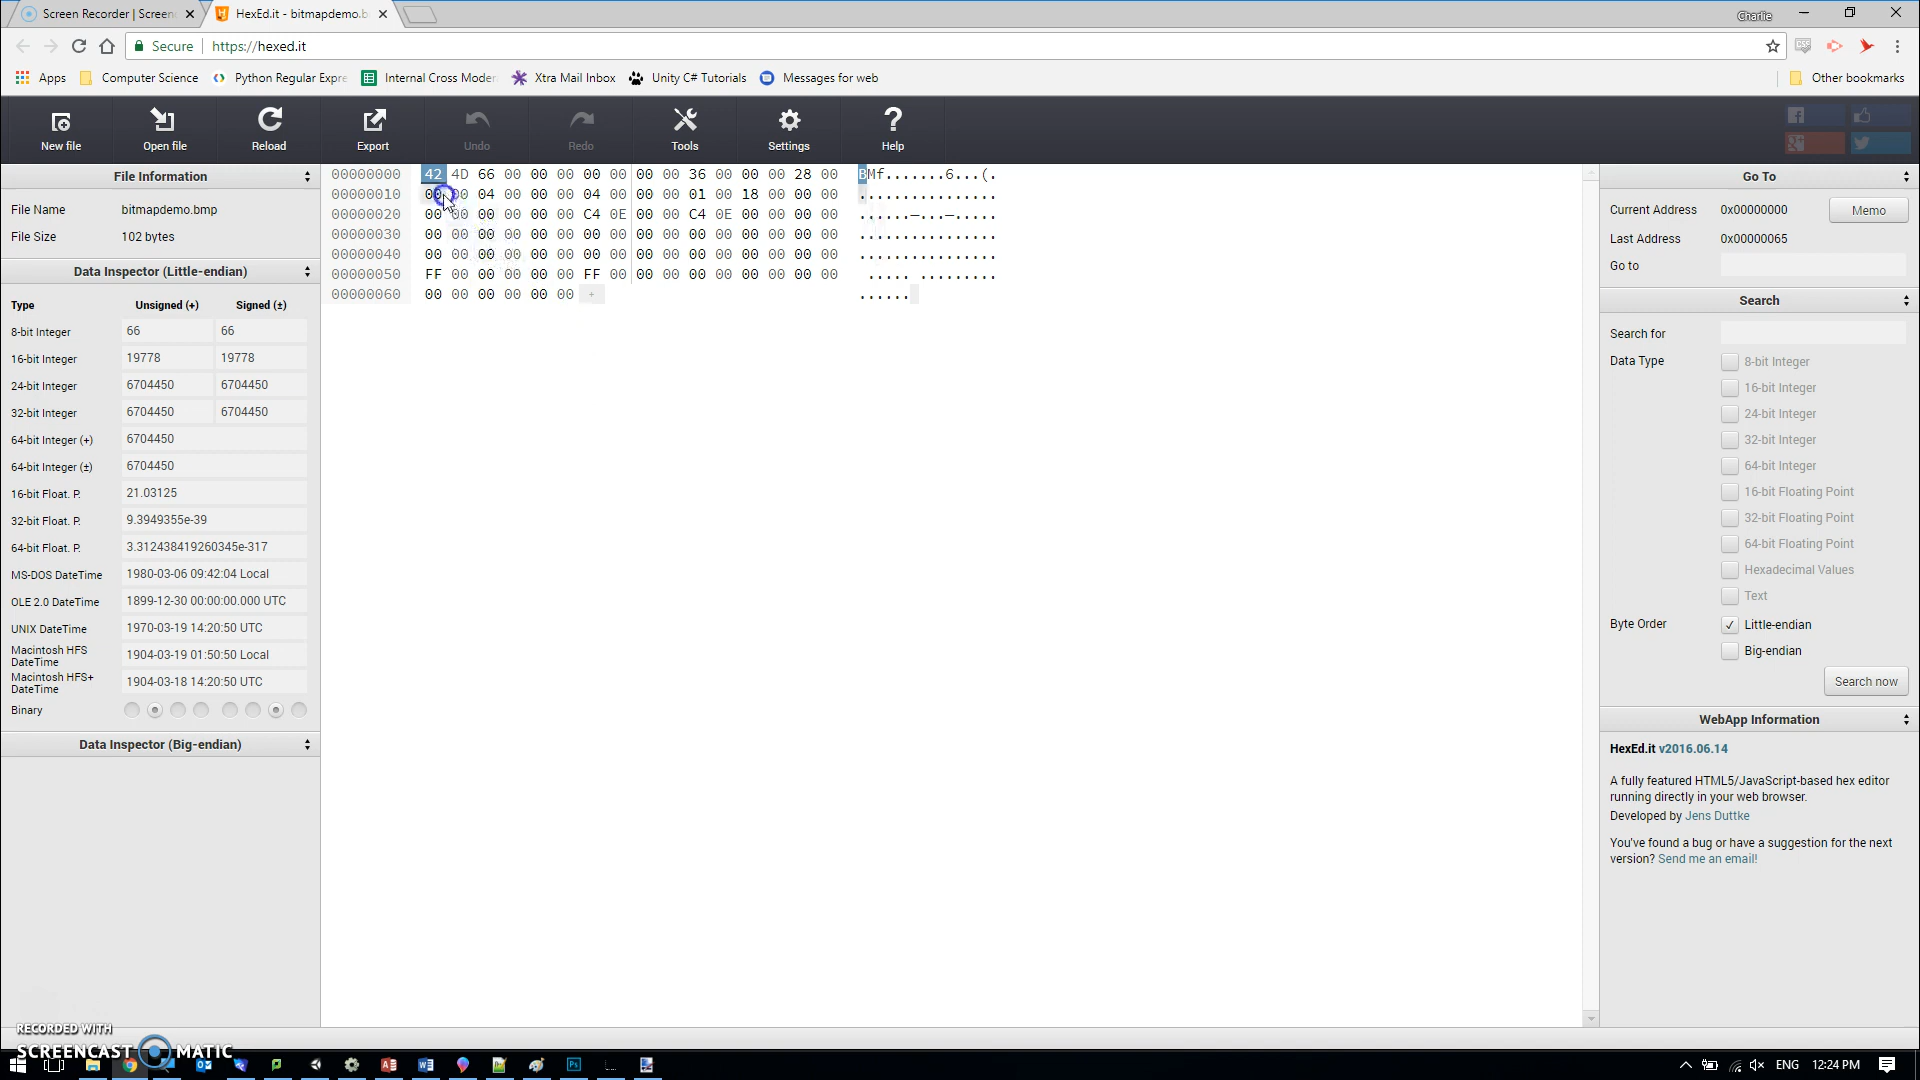 Screen Recorder | Screen
HexEd.it - bitmapdemo.b
Charlie
Secure
https://hexed.it
Apps
Computer Science
Python Regular Expre
Internal Cross Moder
Xtra Mail Inbox
Unity C# Tutorials
Messages for web
Other bookmarks
New file
Open file
Reload
Export
Undo
Redo
Tools
Settings
Help
File Information
File Name bitmapdemo.bmp
File Size 102 bytes
Data Inspector (Little-endian)
Type Unsigned (+) Signed (±)
8-bit Integer 66 66
16-bit Integer 19778 19778
24-bit Integer 6704450 6704450
32-bit Integer 6704450 6704450
64-bit Integer (+) 6704450
64-bit Integer (±) 6704450
16-bit Float. P. 21.03125
32-bit Float. P. 9.3949355e-39
64-bit Float. P. 3.312438419260345e-317
MS-DOS DateTime 1980-03-06 09:42:04 Local
OLE 2.0 DateTime 1899-12-30 00:00:00.000 UTC
UNIX DateTime 1970-03-19 14:20:50 UTC
Macintosh HFS
DateTime 1904-03-19 01:50:50 Local
Macintosh HFS+
DateTime 1904-03-18 14:20:50 UTC
Binary
Data Inspector (Big-endian)
00000000 42 4D 66 00 00 00 00 00 00 00 36 00 00 00 28 00 BMf.......6...(.
00000010 00 00 04 00 00 00 04 00 00 00 01 00 18 00 00 00 ................
00000020 00 00 00 00 00 00 C4 0E 00 00 C4 0E 00 00 00 00 ......–...–.....
00000030 00 00 00 00 00 00 00 00 00 00 00 00 00 00 00 00 ................
00000040 00 00 00 00 00 00 00 00 00 00 00 00 00 00 00 00 ................
00000050 FF 00 00 00 00 00 FF 00 00 00 00 00 00 00 00 00 ..... .........
00000060 00 00 00 00 00 00 + ......
Go To
Current Address 0x00000000 Memo
Last Address 0x00000065
Go to
Search
Search for
Data Type 8-bit Integer
16-bit Integer
24-bit Integer
32-bit Integer
64-bit Integer
16-bit Floating Point
32-bit Floating Point
64-bit Floating Point
Hexadecimal Values
Text
Byte Order Little-endian
Big-endian
Search now
WebApp Information
HexEd.it v2016.06.14
A fully featured HTML5/JavaScript-based hex editor
running directly in your web browser.
Developed by Jens Duttke
You've found a bug or have a suggestion for the next
version? Send me an email!
RECORDED WITH
SCREENCAST MATIC
ENG 12:24 PM